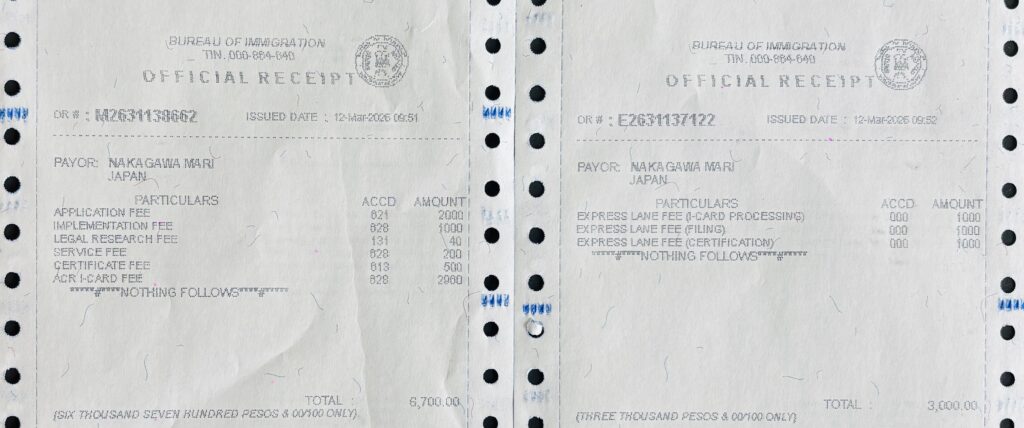 BUREAU OF IMMIGRATION
TIN. 000-864-640
OFFICIAL RECEIPT
OR # : M2631138662 ISSUED DATE : 12-Mar-2026 09:51
PAYOR: NAKAGAWA MARI
JAPAN
PARTICULARS ACCD AMOUNT
APPLICATION FEE 621 2000
IMPLEMENTATION FEE 628 1000
LEGAL RESEARCH FEE 131 40
SERVICE FEE 628 200
CERTIFICATE FEE 613 500
ACR I-CARD FEE 628 2960
*****#****NOTHING FOLLOWS****#*****
TOTAL : 6,700.00
(SIX THOUSAND SEVEN HUNDRED PESOS & 00/100 ONLY)
BUREAU OF IMMIGRATION
TIN. 000-864-640
OFFICIAL RECEIPT
OR # : E2631137122 ISSUED DATE : 12-Mar-2026 09:52
PAYOR: NAKAGAWA MARI
JAPAN
PARTICULARS ACCD AMOUNT
EXPRESS LANE FEE (I-CARD PROCESSING) 000 1000
EXPRESS LANE FEE (FILING) 000 1000
EXPRESS LANE FEE (CERTIFICATION) 000 1000
*****#****NOTHING FOLLOWS****#*****
TOTAL : 3,000.00
(THREE THOUSAND PESOS & 00/100 ONLY)